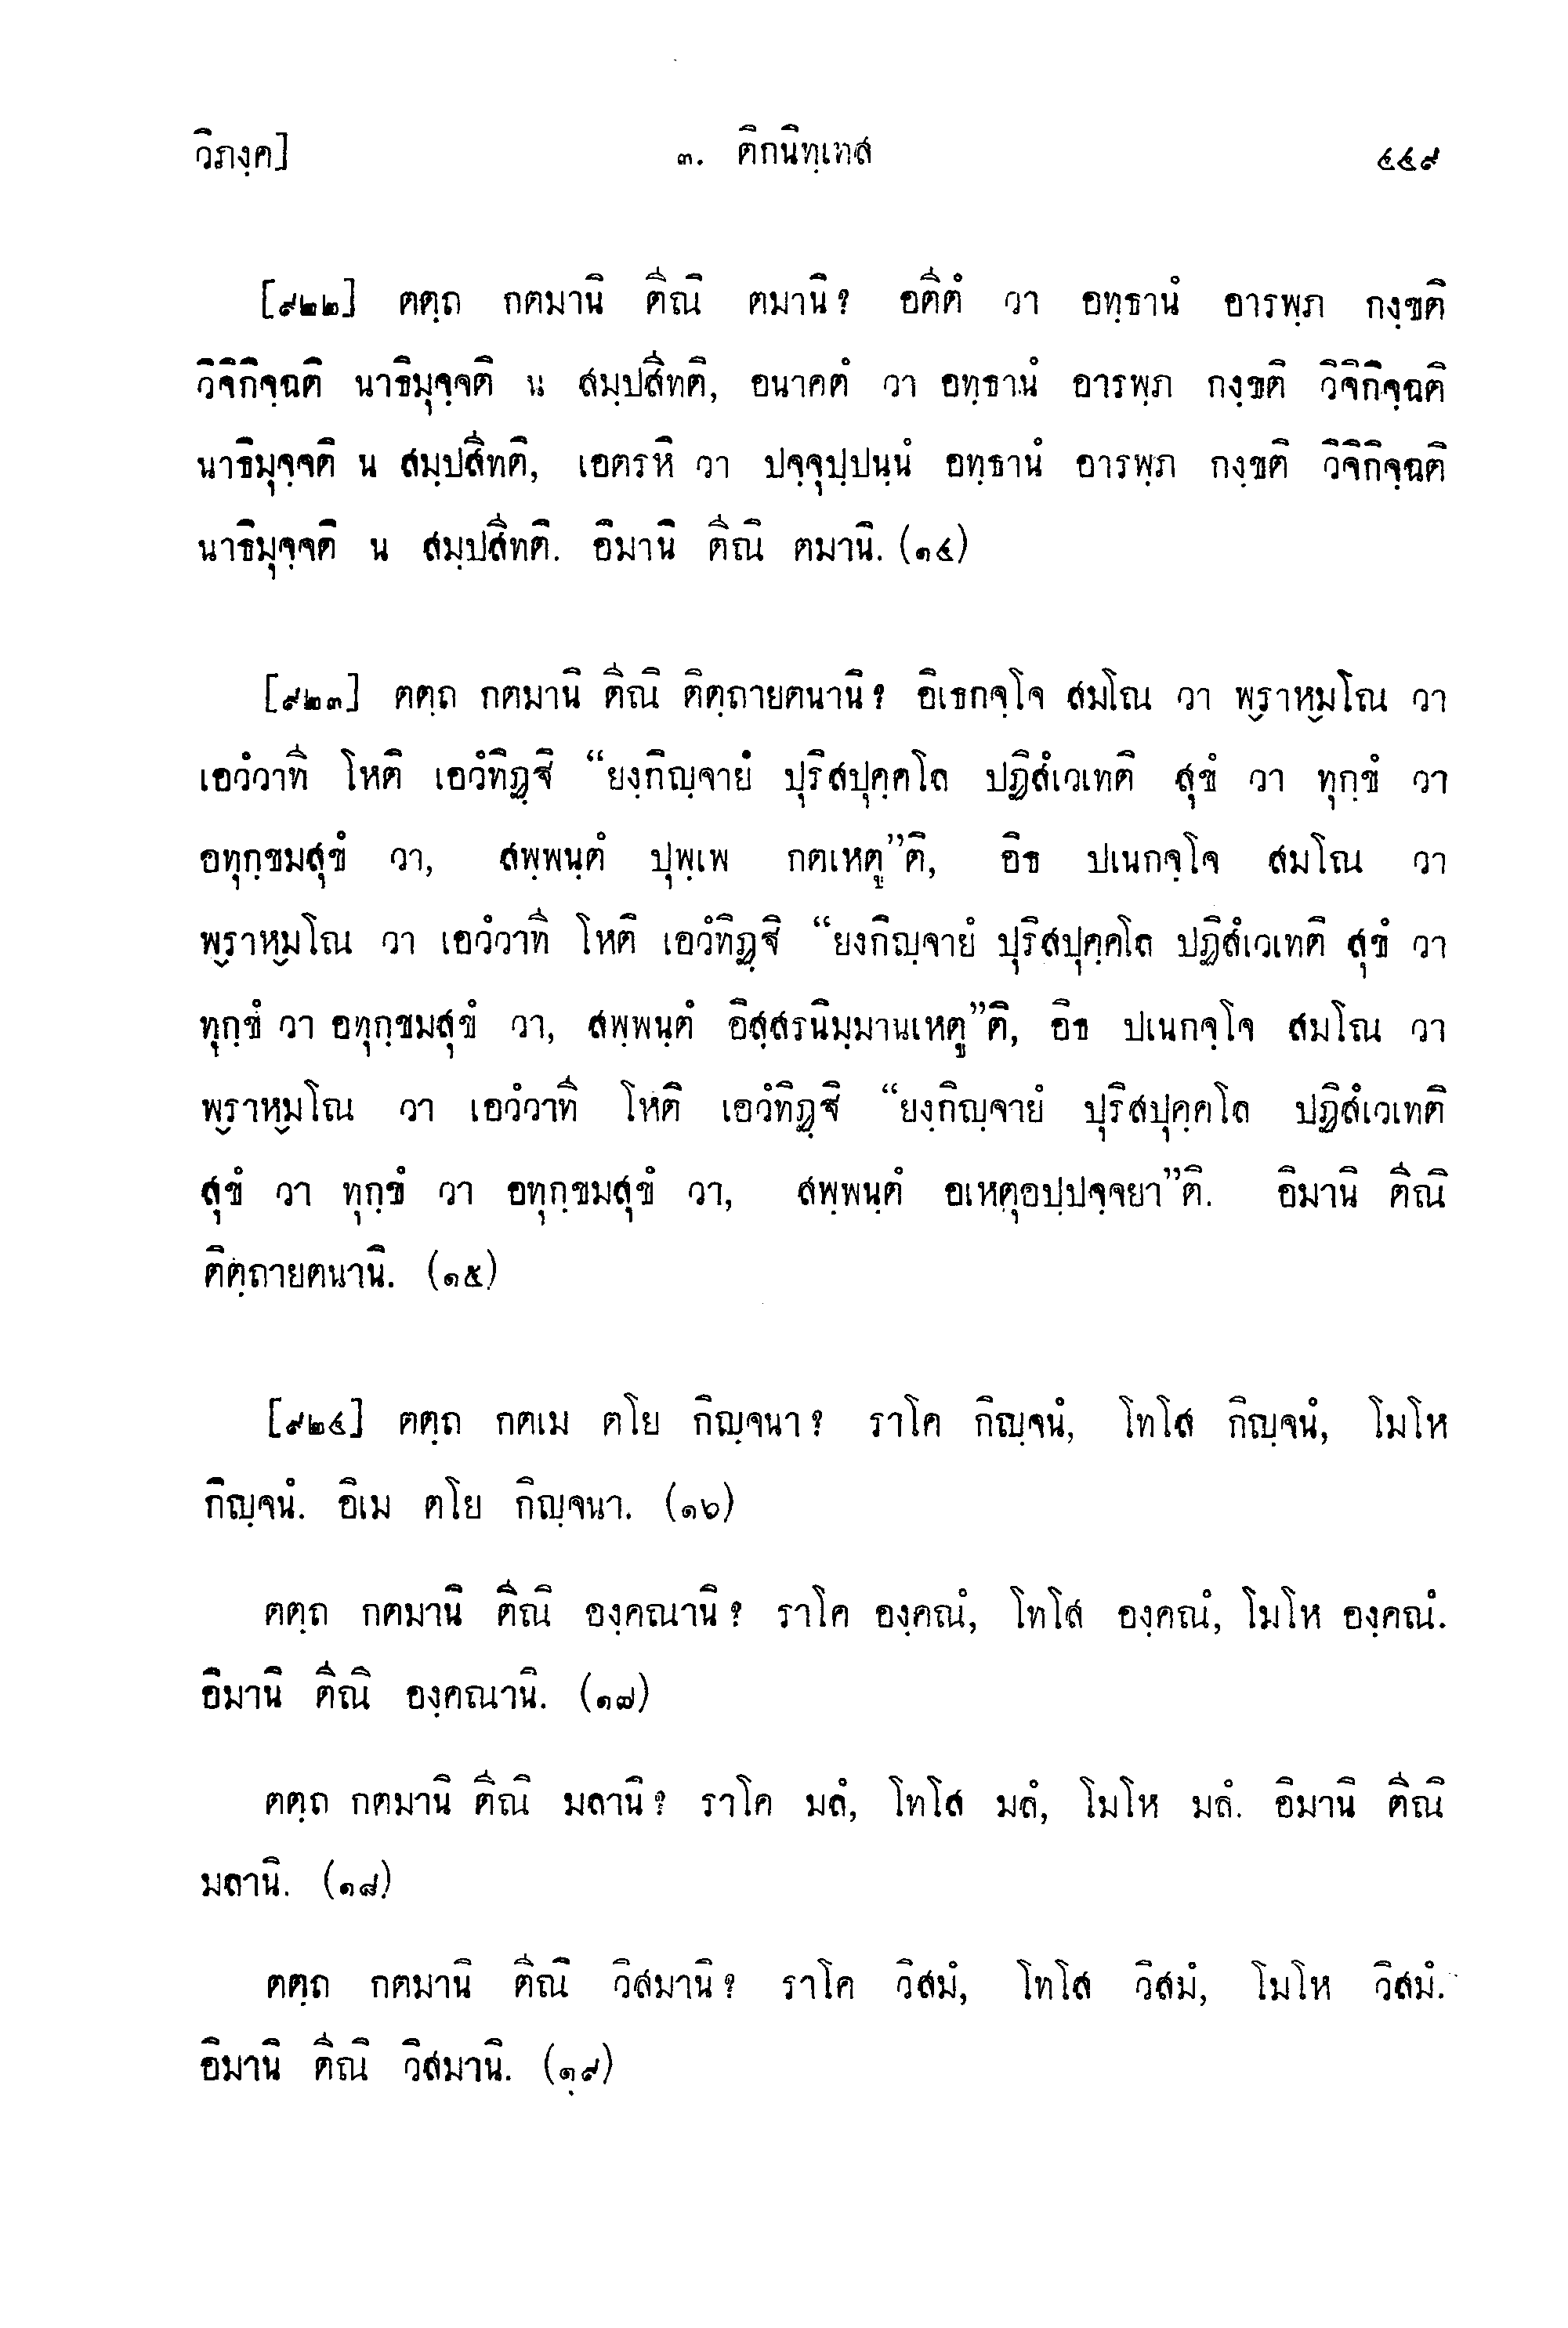 วิภงฺค] ๓. ติกนิทฺเทส ๔๔๙
[๙๒๒] ตตฺถ กตมานิ ตีณิ ตมานิ? อตีตํ วา อทฺธานํ อารพฺภ กงฺขติ
วิจิกิจฺฉติ นาธิมุจฺจติ น สมฺปสีทติ, อนาคตํ วา อทฺธานํ อารพฺภ กงฺขติ วิจิกิจฺฉติ
นาธิมุจฺจติ น สมฺปสีทติ, เอตรหิ วา ปจฺจุปฺปนฺนํ อทฺธานํ อารพฺภ กงฺขติ วิจิกิจฺฉติ
นาธิมุจฺจติ น สมฺปสีทติ. อิมานิ ตีณิ ตมานิ. (๑๔)
[๙๒๓] ตตฺถ กตมานิ ตีณิ ติตฺถายตนานิ? อิเธกจฺโจ สมโณ วา พฺราหฺมโณ วา
เอวํวาที โหติ เอวํทิฏฺฐิ “ยงฺกิญฺจายํ ปุริสปุคฺคโล ปฏิสํเวเทติ สุขํ วา ทุกฺขํ วา
อทุกฺขมสุขํ วา, สพฺพนฺตํ ปุพฺเพ กตเหตู”ติ, อิธ ปเนกจฺโจ สมโณ วา
พฺราหฺมโณ วา เอวํวาที โหติ เอวํทิฏฺฐิ “ยงกิญฺจายํ ปุริสปุคฺคโล ปฏิสํเวเทติ สุขํ วา
ทุกฺขํ วา อทุกฺขมสุขํ วา, สพฺพนฺตํ อิสฺสรนิมฺมานเหตู”ติ, อิธ ปเนกจฺโจ สมโณ วา
พฺราหฺมโณ วา เอวํวาที โหติ เอวํทิฏฺฐิ “ยงฺกิญฺจายํ ปุริสปุคฺคโล ปฏิสํเวเทติ
สุขํ วา ทุกฺขํ วา อทุกฺขมสุขํ วา, สพฺพนฺตํ อเหตุอปฺปจฺจยา”ติ. อิมานิ ตีณิ
ติตฺถายตนานิ. (๑๕)
[๙๒๔] ตตฺถ กตเม ตโย กิญฺจนา? ราโค กิญฺจนํ, โทโส กิญฺจนํ, โมโห
กิญฺจนํ. อิเม ตโย กิญฺจนา. (๑๖)
ตตฺถ กตมานิ ตีณิ องฺคณานิ? ราโค องฺคณํ, โทโส องฺคณํ, โมโห องฺคณํ.
อิมานิ ตีณิ องฺคณานิ. (๑๗)
ตตฺถ กตมานิ ตีณิ มลานิ? ราโค มลํ, โทโส มลํ, โมโห มลํ. อิมานิ ตีณิ
มลานิ. (๑๘)
ตตฺถ กตมานิ ตีณิ วิสมานิ? ราโค วิสมํ, โทโส วิสมํ, โมโห วิสมํ.
อิมานิ ตีณิ วิสมานิ. (๑๙)